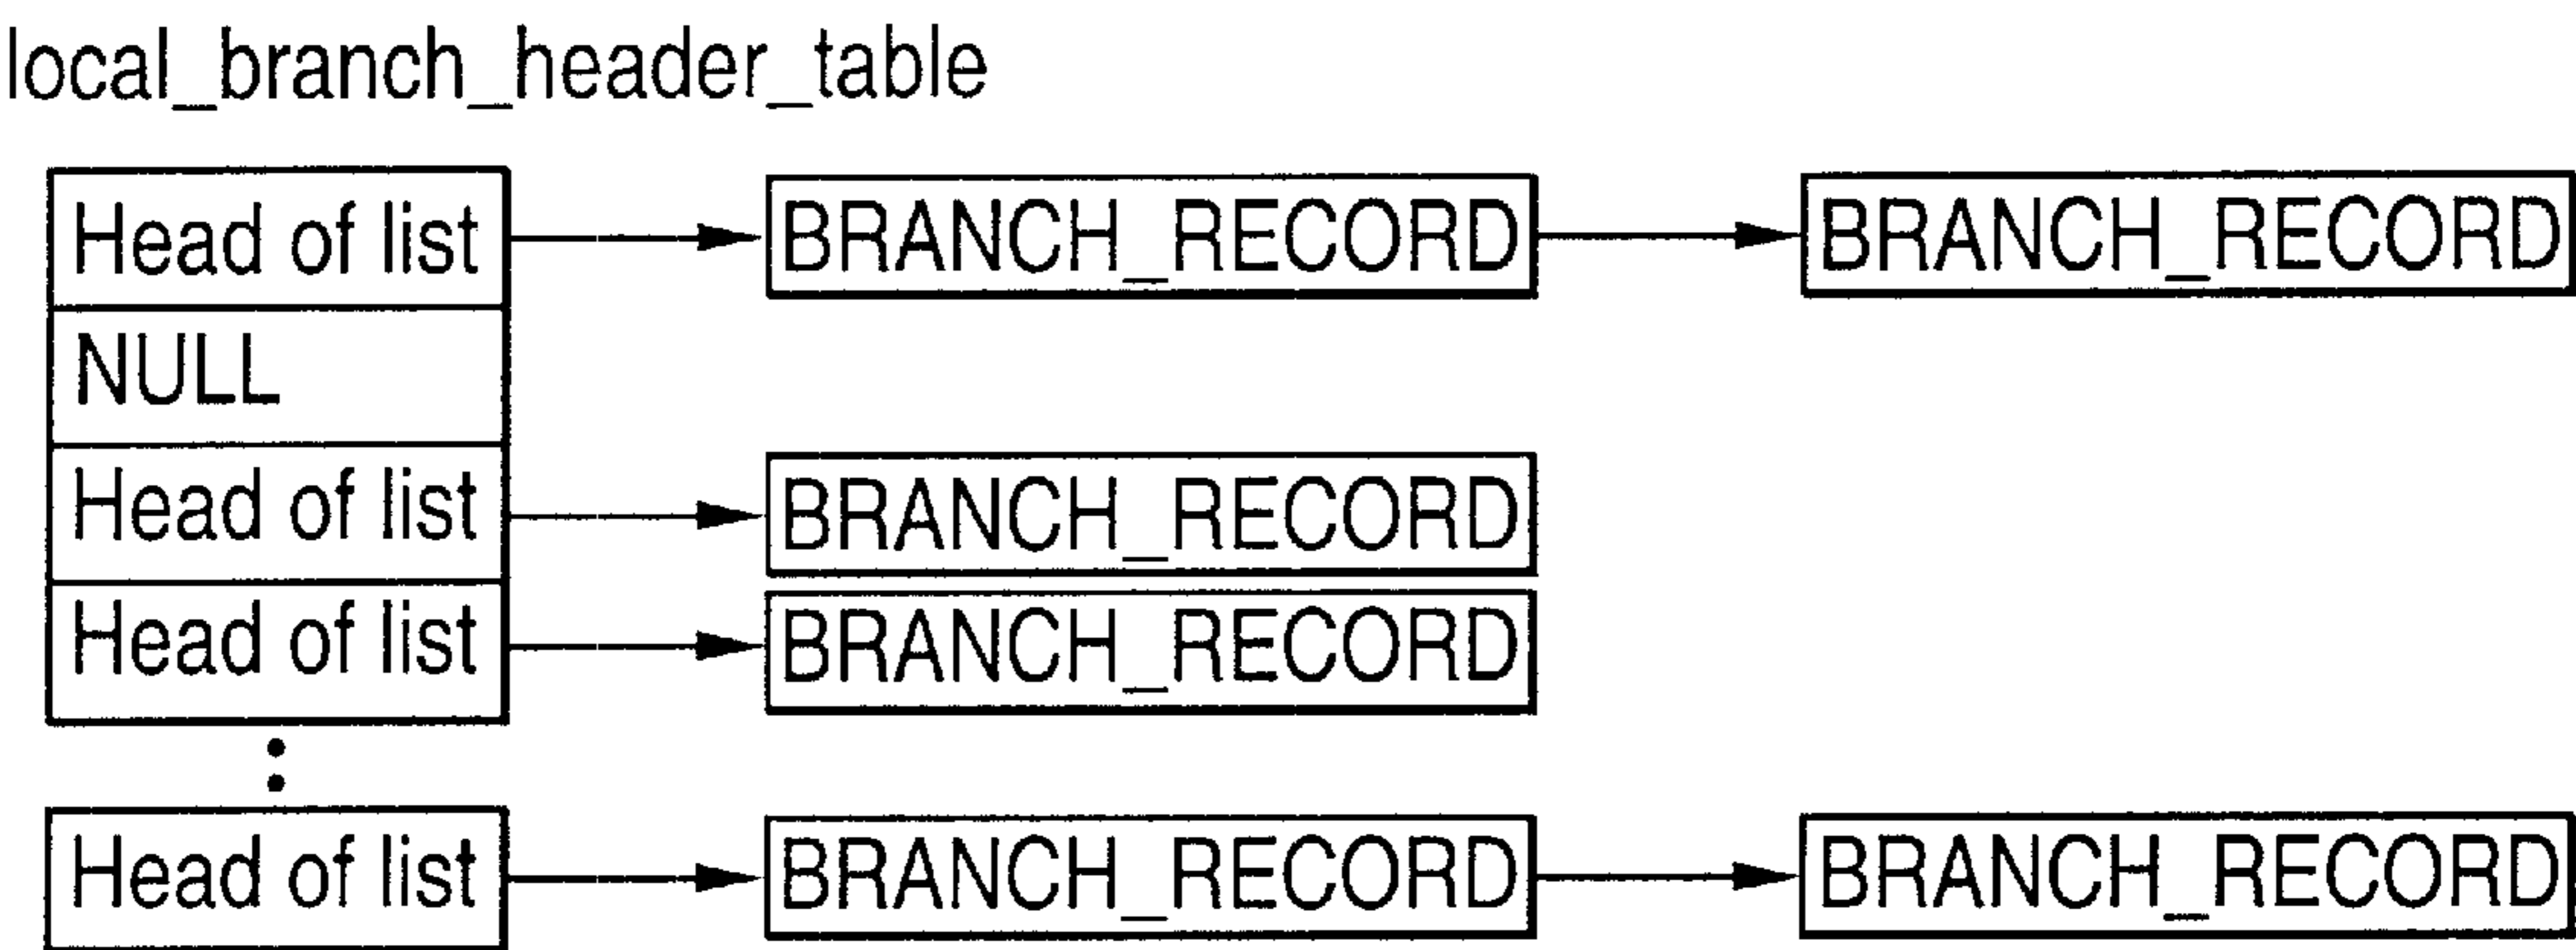 local_branch_header_table
Head of list BRANCH_RECORD BRANCH_RECORD
NULL
Head of list BRANCH_RECORD
Head of list BRANCH_RECORD
Head of list BRANCH_RECORD BRANCH_RECORD